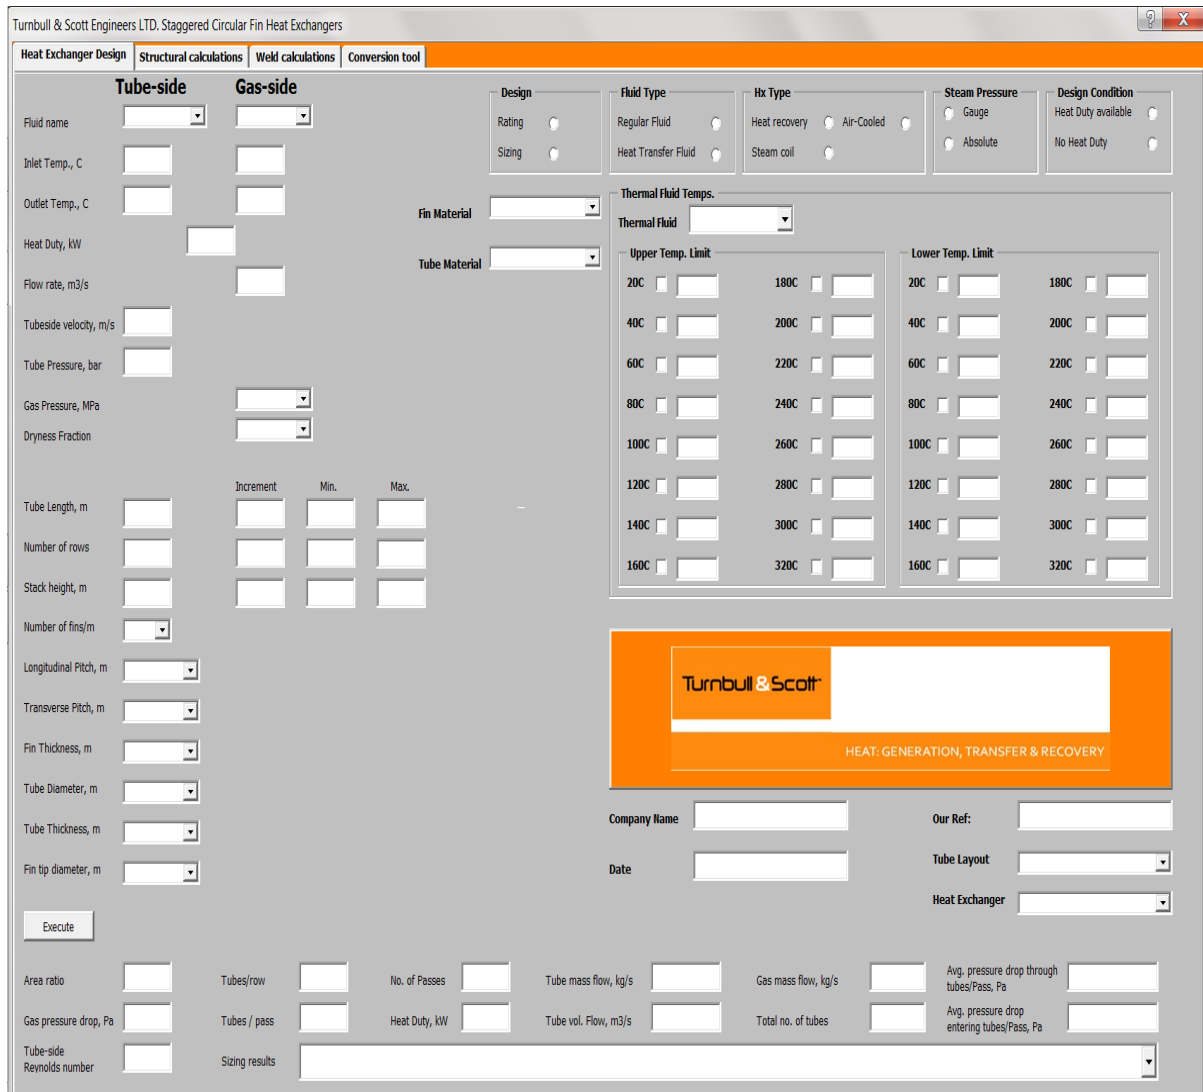 Turnbull & Scott Engineers LTD. Staggered Circular Fin Heat Exchangers
? X
Heat Exchanger Design Structural calculations Weld calculations Conversion tool
Tube-side Gas-side
Fluid name
Inlet Temp., C
Outlet Temp., C
Heat Duty, kW
Flow rate, m3/s
Tubeside velocity, m/s
Tube Pressure, bar
Gas Pressure, MPa
Dryness Fraction
Design
Rating
Sizing
Fluid Type
Regular Fluid
Heat Transfer Fluid
Hx Type
Heat recovery Air-Cooled
Steam coil
Steam Pressure
Gauge
Absolute
Design Condition
Heat Duty available
No Heat Duty
Fin Material
Tube Material
Thermal Fluid Temps.
Thermal Fluid
Upper Temp. Limit
20C 180C
40C 200C
60C 220C
80C 240C
100C 260C
120C 280C
140C 300C
160C 320C
Lower Temp. Limit
20C 180C
40C 200C
60C 220C
80C 240C
100C 260C
120C 280C
140C 300C
160C 320C
Increment Min. Max.
Tube Length, m
Number of rows
Stack height, m
Number of fins/m
Longitudinal Pitch, m
Transverse Pitch, m
Fin Thickness, m
Tube Diameter, m
Tube Thickness, m
Fin tip diameter, m
Turnbull & Scott
HEAT: GENERATION, TRANSFER & RECOVERY
Company Name Our Ref:
Date Tube Layout
Heat Exchanger
Execute
Area ratio Tubes/row No. of Passes Tube mass flow, kg/s Gas mass flow, kg/s Avg. pressure drop through
tubes/Pass, Pa
Gas pressure drop, Pa Tubes / pass Heat Duty, kW Tube vol. Flow, m3/s Total no. of tubes Avg. pressure drop
entering tubes/Pass, Pa
Tube-side
Reynolds number Sizing results